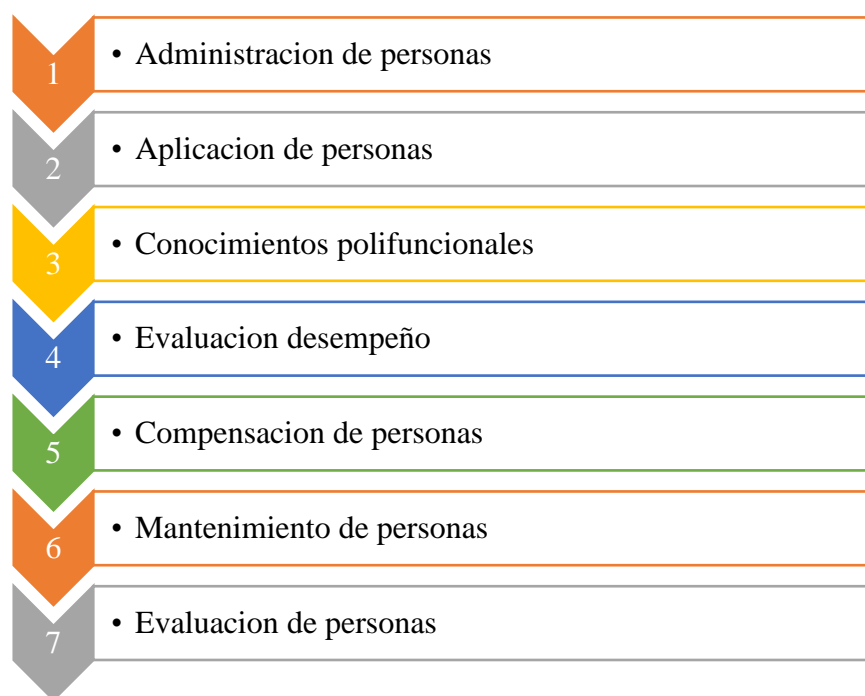 1
• Administracion de personas
2
• Aplicacion de personas
3
• Conocimientos polifuncionales
4
• Evaluacion desempeño
5
• Compensacion de personas
6
• Mantenimiento de personas
7
• Evaluacion de personas